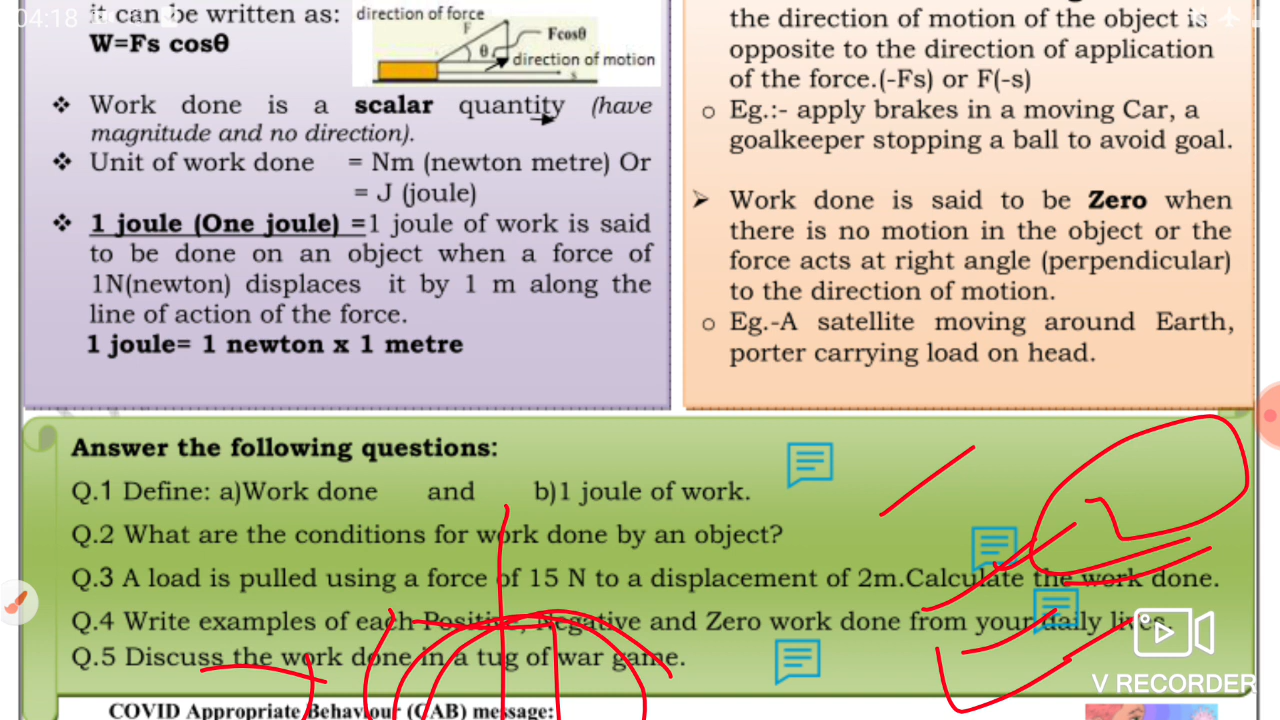 04:18
it can be written as:
W=Fs cosθ
direction of force
F
Fcosθ
θ
direction of motion
s
❖ Work done is a scalar quantity (have
magnitude and no direction).
❖ Unit of work done = Nm (newton metre) Or
= J (joule)
❖ 1 joule (One joule) =1 joule of work is said
to be done on an object when a force of
1N(newton) displaces it by 1 m along the
line of action of the force.
1 joule= 1 newton x 1 metre
the direction of motion of the object is
opposite to the direction of application
of the force.(-Fs) or F(-s)
o Eg.:- apply brakes in a moving Car, a
goalkeeper stopping a ball to avoid goal.
➢ Work done is said to be Zero when
there is no motion in the object or the
force acts at right angle (perpendicular)
to the direction of motion.
o Eg.-A satellite moving around Earth,
porter carrying load on head.
Answer the following questions:
Q.1 Define: a)Work done and b)1 joule of work.
Q.2 What are the conditions for work done by an object?
Q.3 A load is pulled using a force of 15 N to a displacement of 2m.Calculate the work done.
Q.4 Write examples of each Positive, Negative and Zero work done from your daily lives.
Q.5 Discuss the work done in a tug of war game.
V RECORDER
COVID Appropriate Behaviour (CAB) message: